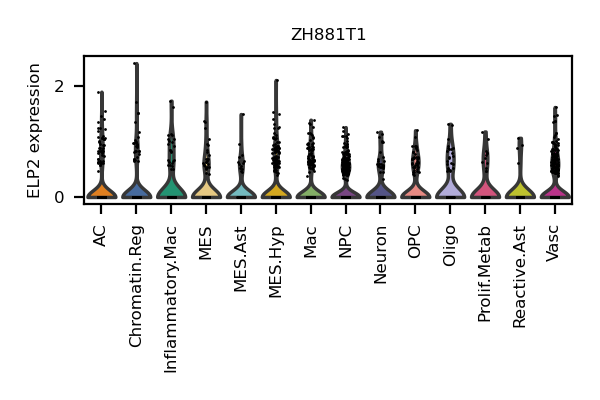 ZH881T1
ELP2 expression
2
0
AC
Chromatin.Reg
Inflammatory.Mac
MES
MES.Ast
MES.Hyp
Mac
NPC
Neuron
OPC
Oligo
Prolif.Metab
Reactive.Ast
Vasc